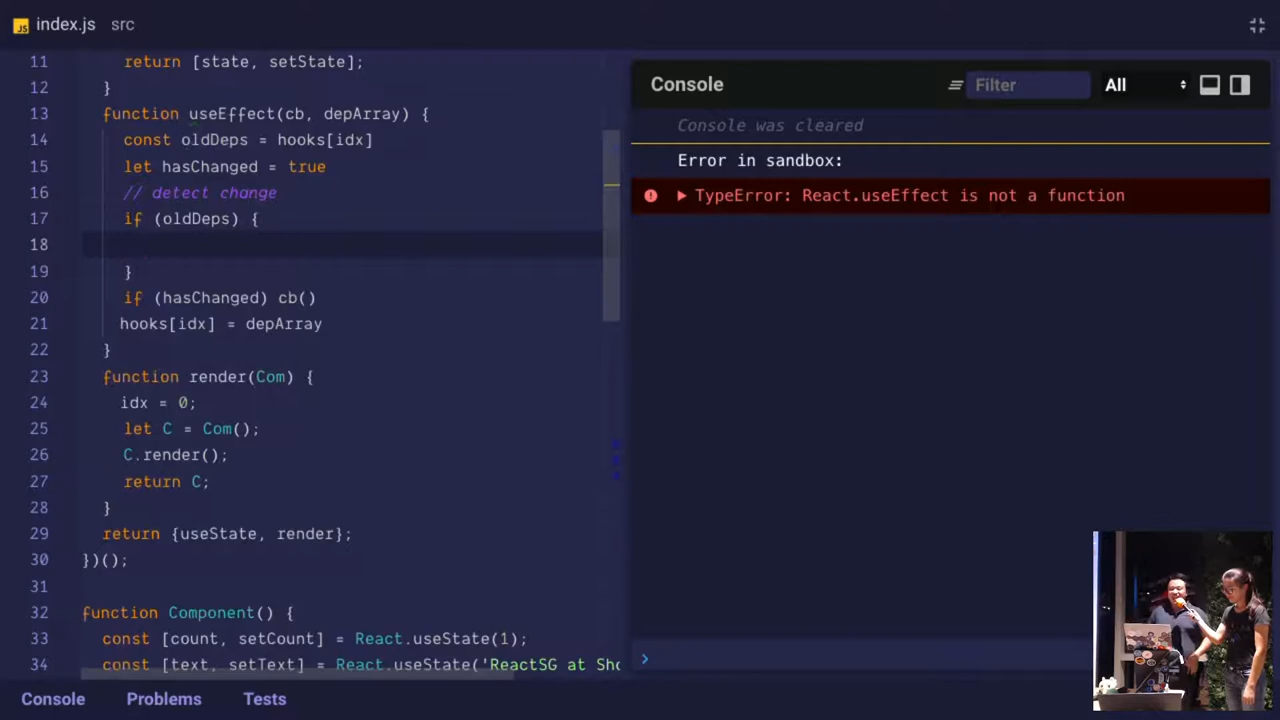 index.js src
11 return [state, setState];
12 }
13 function useEffect(cb, depArray) {
14 const oldDeps = hooks[idx]
15 let hasChanged = true
16 // detect change
17 if (oldDeps) {
18
19 }
20 if (hasChanged) cb()
21 hooks[idx] = depArray
22 }
23 function render(Com) {
24 idx = 0;
25 let C = Com();
26 C.render();
27 return C;
28 }
29 return {useState, render};
30 })();
31
32 function Component() {
33 const [count, setCount] = React.useState(1);
34 const [text, setText] = React.useState('ReactSG at Sho
Console Filter All
Console was cleared
Error in sandbox:
TypeError: React.useEffect is not a function
Console Problems Tests